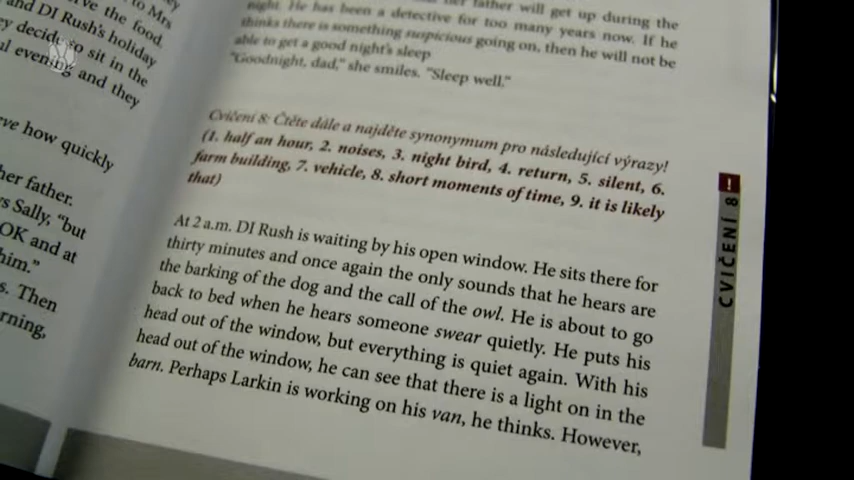 to Mrs
rve the food.
and DI Rush's holiday
ey decide to sit in the
ul evening and they
eve how quickly
her father.
ys Sally, "but
OK and at
him."
s. Then
rning,
father will get up during the
night. He has been a detective for too many years now. If he
thinks there is something suspicious going on, then he will not be
able to get a good night's sleep
"Goodnight, dad," she smiles. "Sleep well."
Cvičení 8: Čtěte dále a najděte synonymum pro následující výrazy!
(1. half an hour, 2. noises, 3. night bird, 4. return, 5. silent, 6.
farm building, 7. vehicle, 8. short moments of time, 9. it is likely
that)
At 2 a.m. DI Rush is waiting by his open window. He sits there for
thirty minutes and once again the only sounds that he hears are
the barking of the dog and the call of the owl. He is about to go
back to bed when he hears someone swear quietly. He puts his
head out of the window, but everything is quiet again. With his
head out of the window, he can see that there is a light on in the
barn. Perhaps Larkin is working on his van, he thinks. However,
CVIČENÍ 8 !